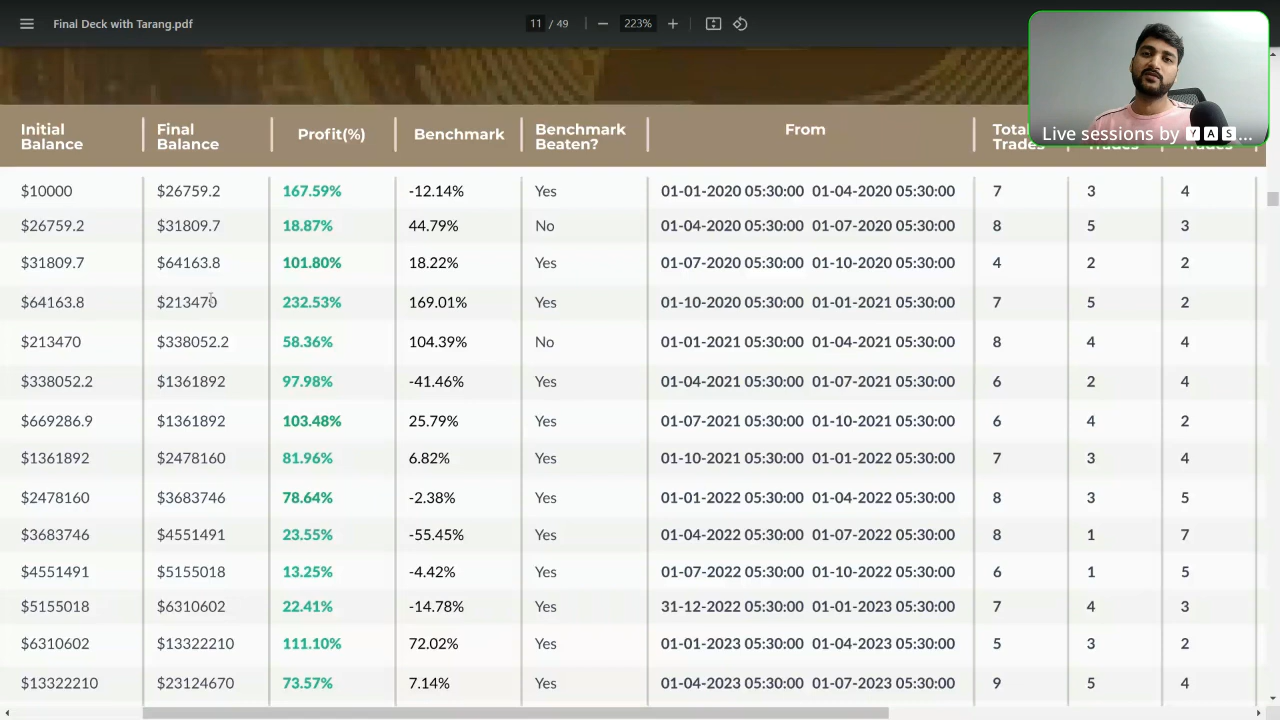 Final Deck with Tarang.pdf 11 / 49 223%
Live sessions by 🆈🅰🆂...
Initial Balance Final Balance Profit(%) Benchmark Benchmark Beaten? From Total Trades Trades Trades
$10000 $26759.2 167.59% -12.14% Yes 01-01-2020 05:30:00 01-04-2020 05:30:00 7 3 4
$26759.2 $31809.7 18.87% 44.79% No 01-04-2020 05:30:00 01-07-2020 05:30:00 8 5 3
$31809.7 $64163.8 101.80% 18.22% Yes 01-07-2020 05:30:00 01-10-2020 05:30:00 4 2 2
$64163.8 $213470 232.53% 169.01% Yes 01-10-2020 05:30:00 01-01-2021 05:30:00 7 5 2
$213470 $338052.2 58.36% 104.39% No 01-01-2021 05:30:00 01-04-2021 05:30:00 8 4 4
$338052.2 $1361892 97.98% -41.46% Yes 01-04-2021 05:30:00 01-07-2021 05:30:00 6 2 4
$669286.9 $1361892 103.48% 25.79% Yes 01-07-2021 05:30:00 01-10-2021 05:30:00 6 4 2
$1361892 $2478160 81.96% 6.82% Yes 01-10-2021 05:30:00 01-01-2022 05:30:00 7 3 4
$2478160 $3683746 78.64% -2.38% Yes 01-01-2022 05:30:00 01-04-2022 05:30:00 8 3 5
$3683746 $4551491 23.55% -55.45% Yes 01-04-2022 05:30:00 01-07-2022 05:30:00 8 1 7
$4551491 $5155018 13.25% -4.42% Yes 01-07-2022 05:30:00 01-10-2022 05:30:00 6 1 5
$5155018 $6310602 22.41% -14.78% Yes 31-12-2022 05:30:00 01-01-2023 05:30:00 7 4 3
$6310602 $13322210 111.10% 72.02% Yes 01-01-2023 05:30:00 01-04-2023 05:30:00 5 3 2
$13322210 $23124670 73.57% 7.14% Yes 01-04-2023 05:30:00 01-07-2023 05:30:00 9 5 4